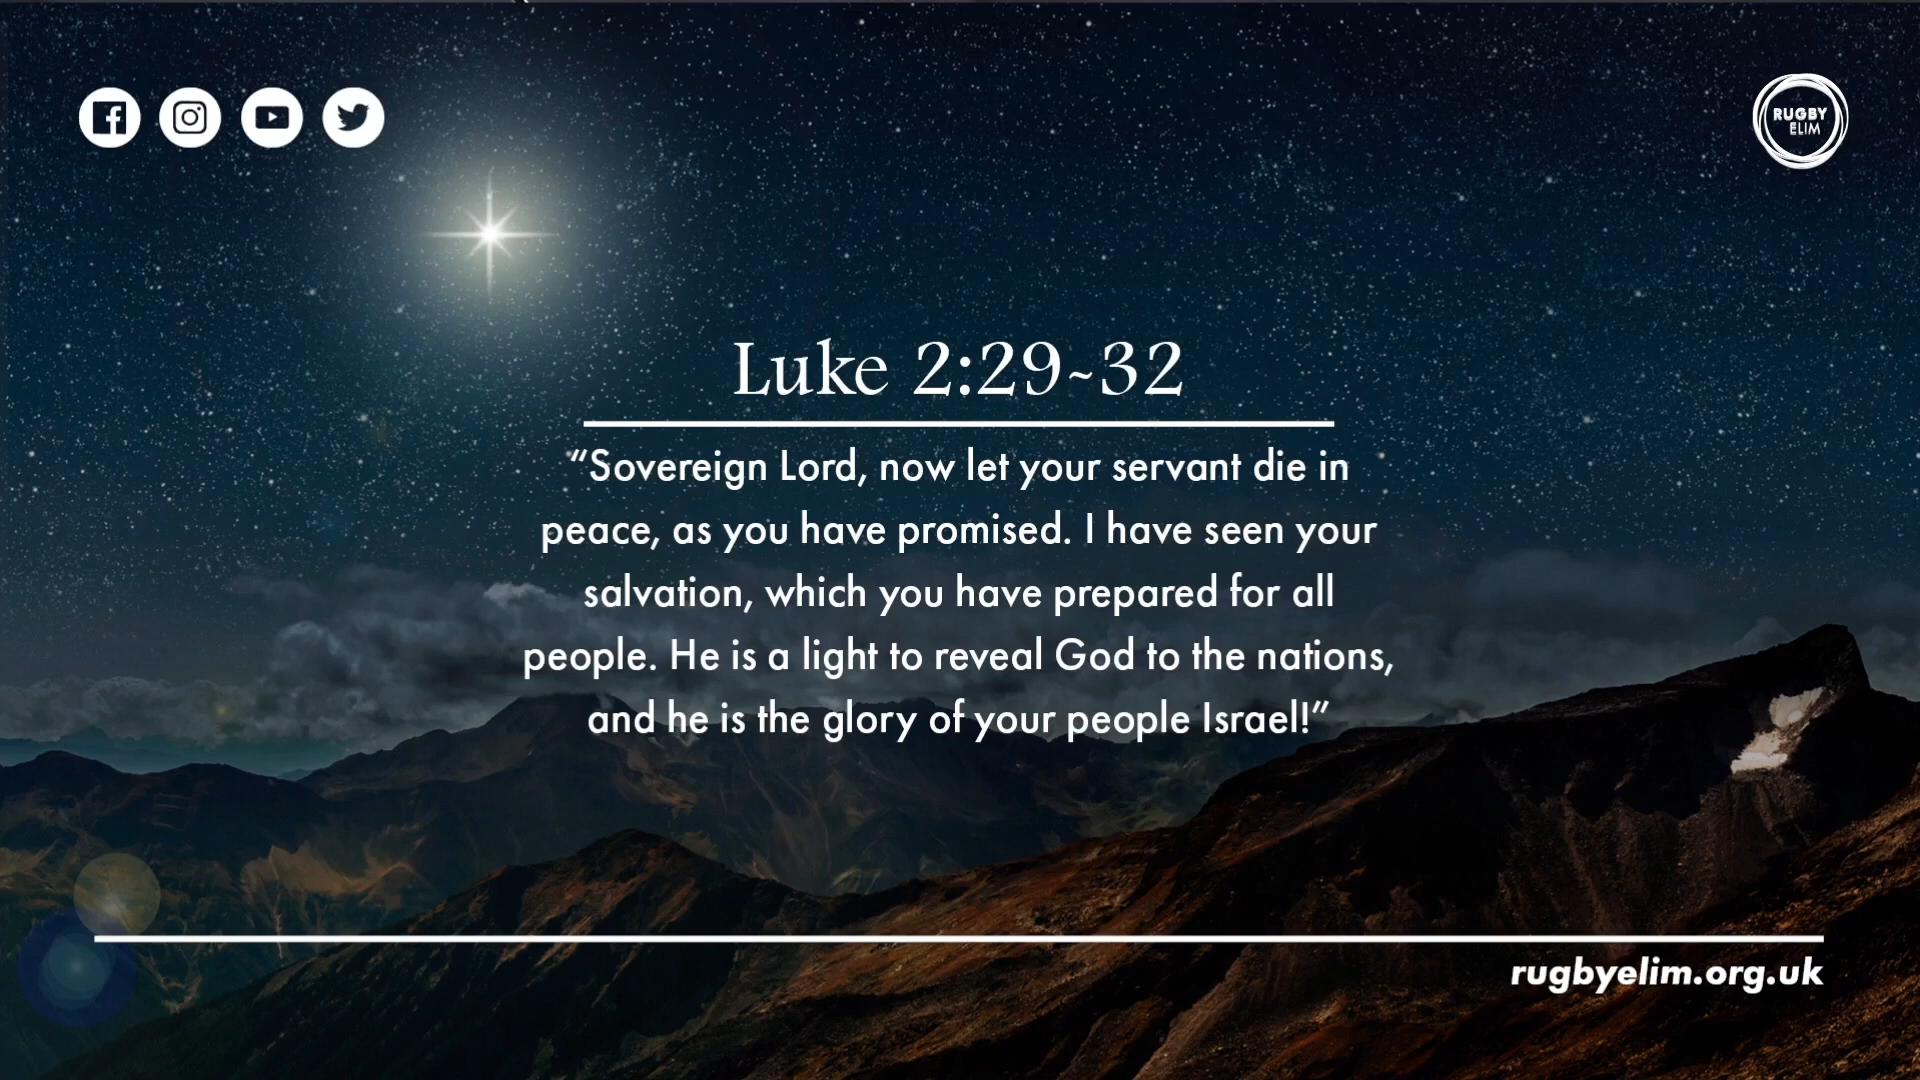 RUGBY
ELIM
Luke 2:29-32
“Sovereign Lord, now let your servant die in
peace, as you have promised. I have seen your
salvation, which you have prepared for all
people. He is a light to reveal God to the nations,
and he is the glory of your people Israel!”
rugbyelim.org.uk